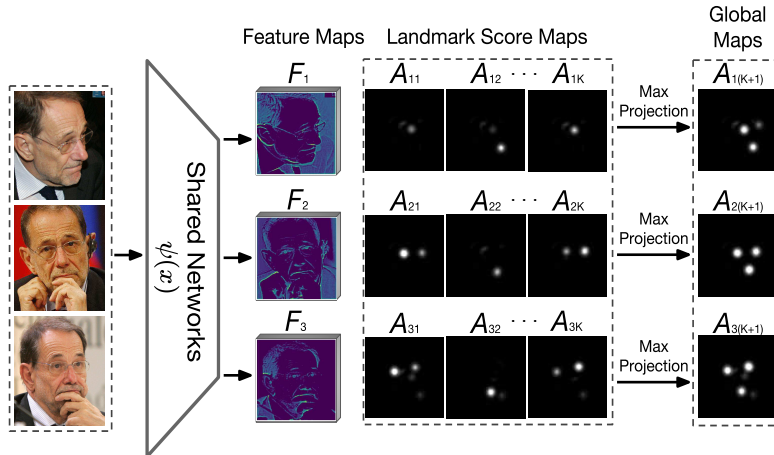 Feature Maps
Landmark Score Maps
Global
Maps
Shared Networks
ψ(x)
F₁
A₁₁ A₁₂ ··· A₁K
Max
Projection
A₁(K+1)
F₂
A₂₁ A₂₂ ··· A₂K
Max
Projection
A₂(K+1)
F₃
A₃₁ A₃₂ ··· A₃K
Max
Projection
A₃(K+1)